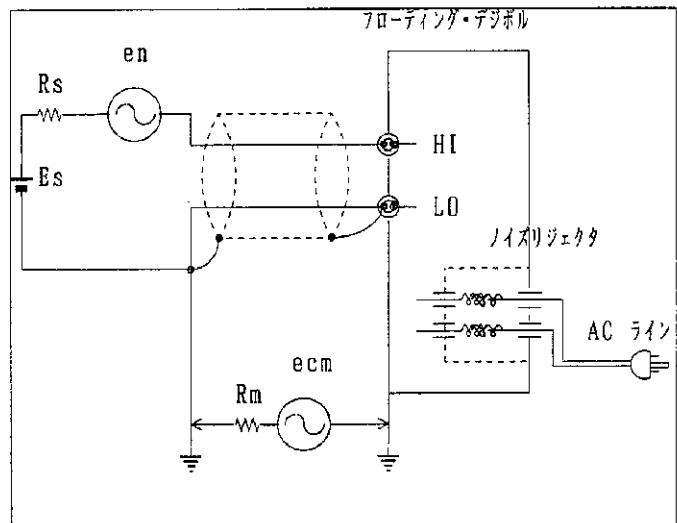 フローティング・デジボル
en
Rs
HI
Es
LO
ノイズリジェクタ
AC ライン
ecm
Rm